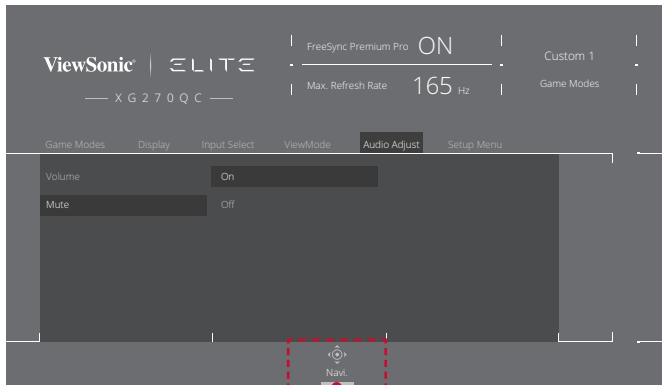 FreeSync Premium Pro ON
ViewSonic ELITE
Custom 1
Max. Refresh Rate 165 Hz
Game Modes
XG270QC
Game Modes Display Input Select ViewMode Audio Adjust Setup Menu
Volume On
Mute Off
Navi.